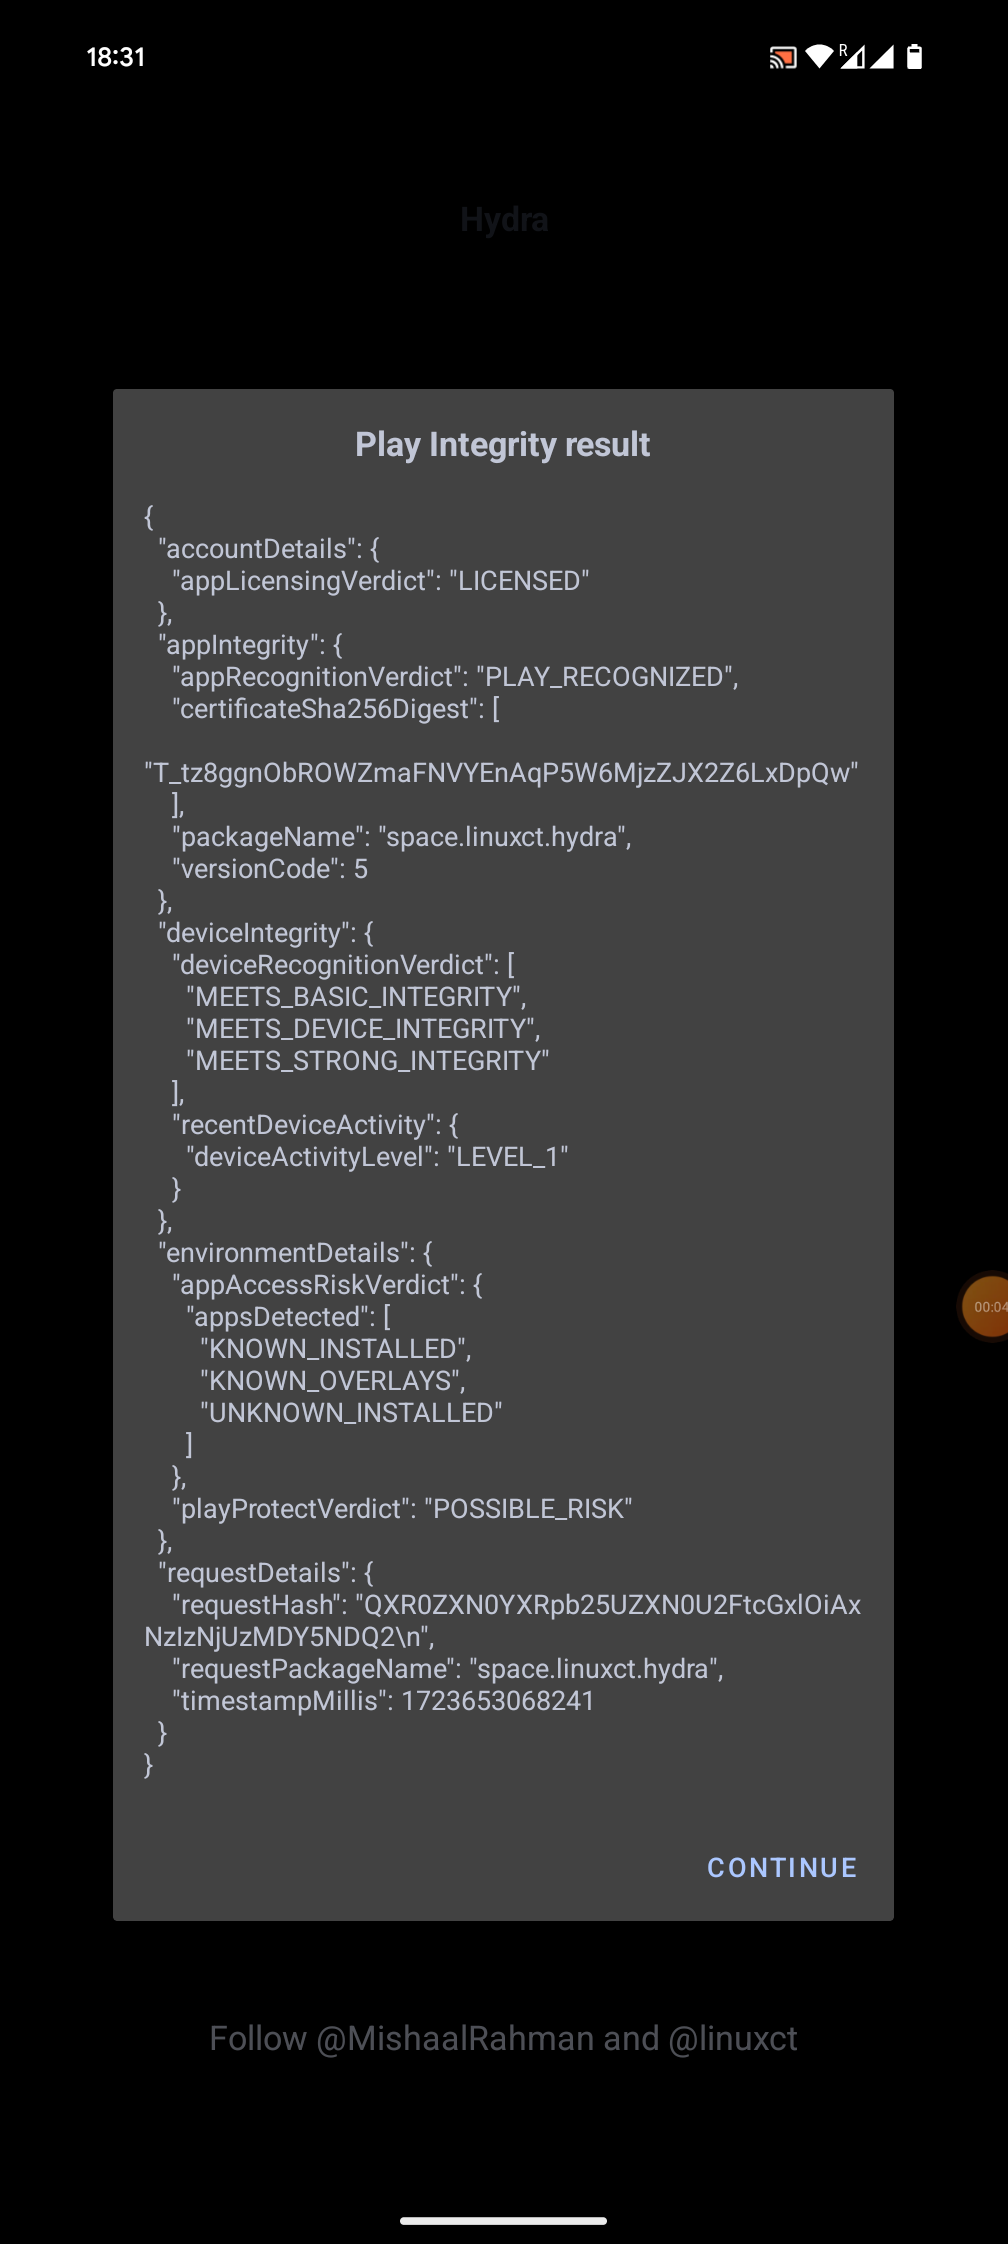 18:31
R
Hydra
Play Integrity result
{
"accountDetails": {
"appLicensingVerdict": "LICENSED"
},
"appIntegrity": {
"appRecognitionVerdict": "PLAY_RECOGNIZED",
"certificateSha256Digest": [
"T_tz8ggnObROWZmaFNVYEnAqP5W6MjzZJX2Z6LxDpQw"
],
"packageName": "space.linuxct.hydra",
"versionCode": 5
},
"deviceIntegrity": {
"deviceRecognitionVerdict": [
"MEETS_BASIC_INTEGRITY",
"MEETS_DEVICE_INTEGRITY",
"MEETS_STRONG_INTEGRITY"
],
"recentDeviceActivity": {
"deviceActivityLevel": "LEVEL_1"
}
},
"environmentDetails": {
"appAccessRiskVerdict": {
"appsDetected": [
"KNOWN_INSTALLED",
"KNOWN_OVERLAYS",
"UNKNOWN_INSTALLED"
]
},
"playProtectVerdict": "POSSIBLE_RISK"
},
"requestDetails": {
"requestHash": "QXR0ZXN0YXRpb25UZXN0U2FtcGxlOiAx
NzIzNjUzMDY5NDQ2\n",
"requestPackageName": "space.linuxct.hydra",
"timestampMillis": 1723653068241
}
}
00:04
CONTINUE
Follow @MishaalRahman and @linuxct